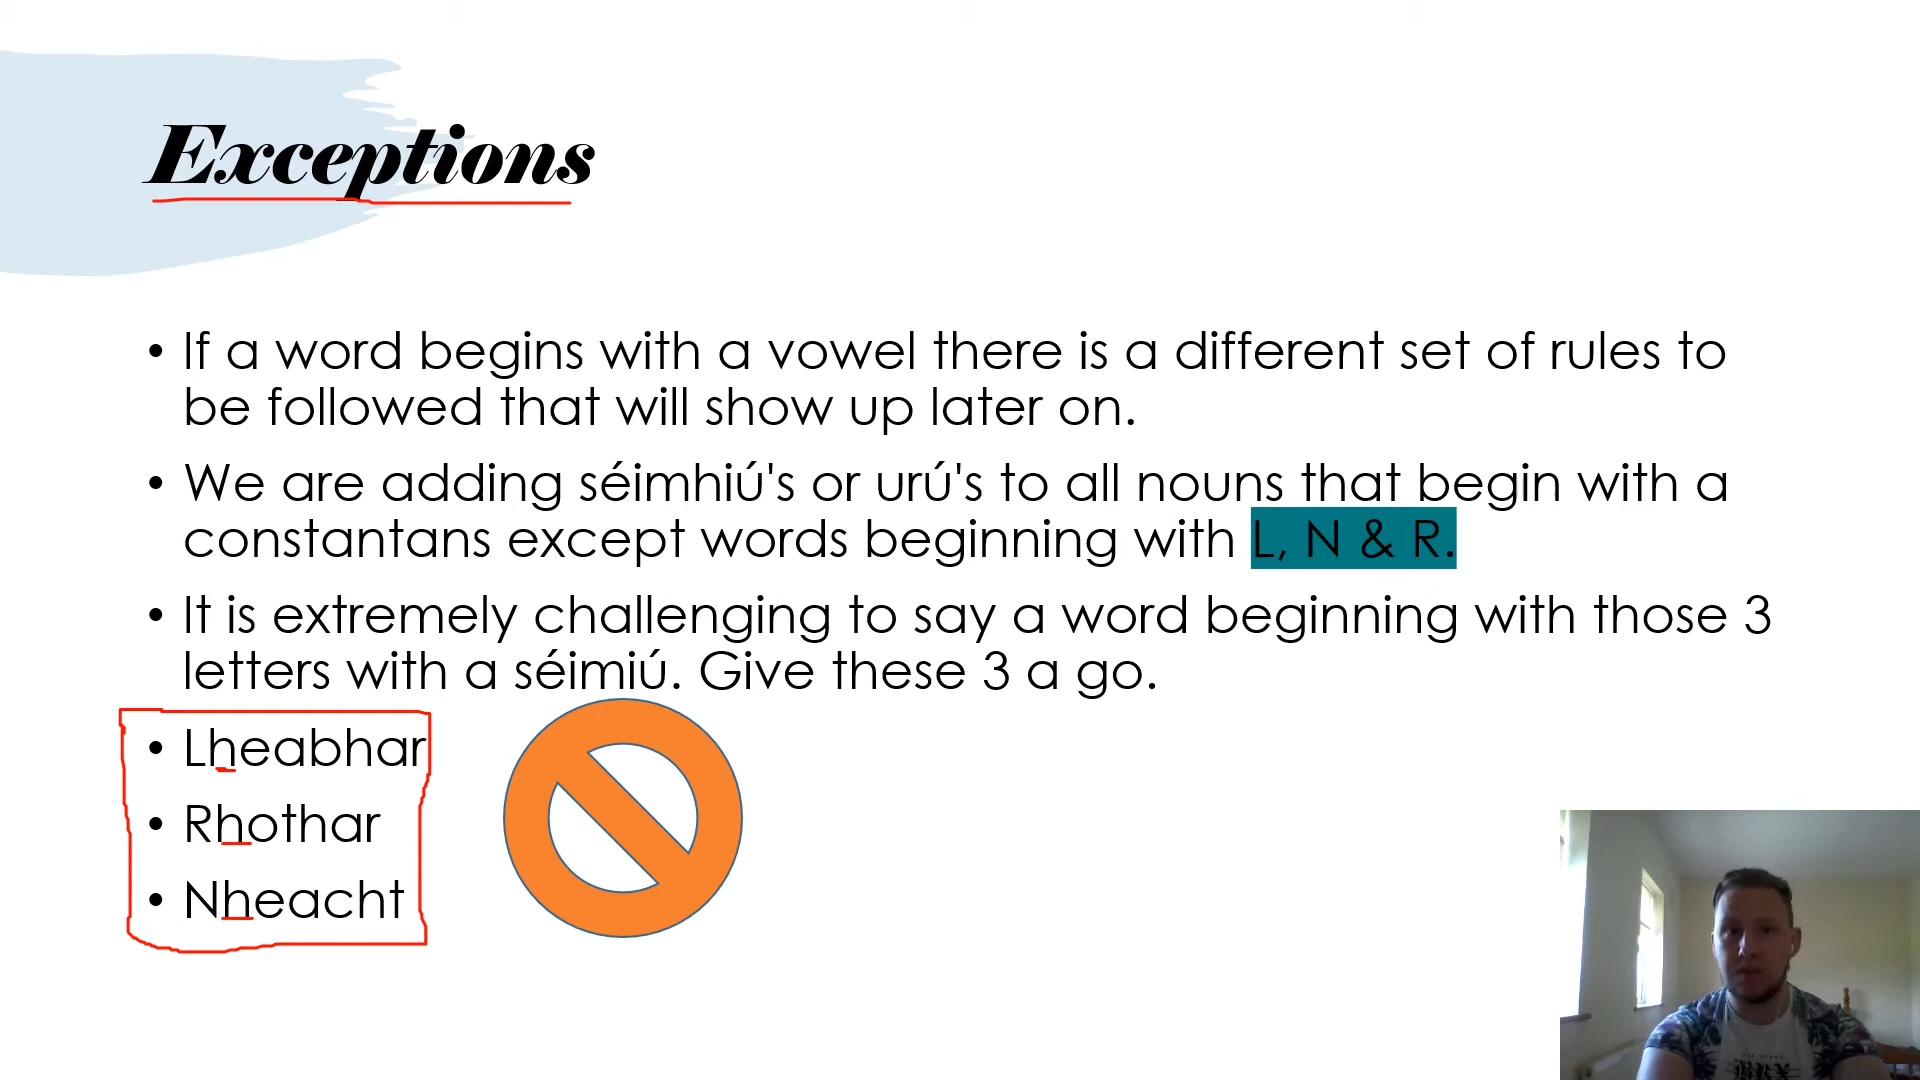 Exceptions
• If a word begins with a vowel there is a different set of rules to
be followed that will show up later on.
• We are adding séimhiú's or urú's to all nouns that begin with a
constantans except words beginning with L, N & R.
• It is extremely challenging to say a word beginning with those 3
letters with a séimiú. Give these 3 a go.
• Lheabhar
• Rhothar
• Nheacht